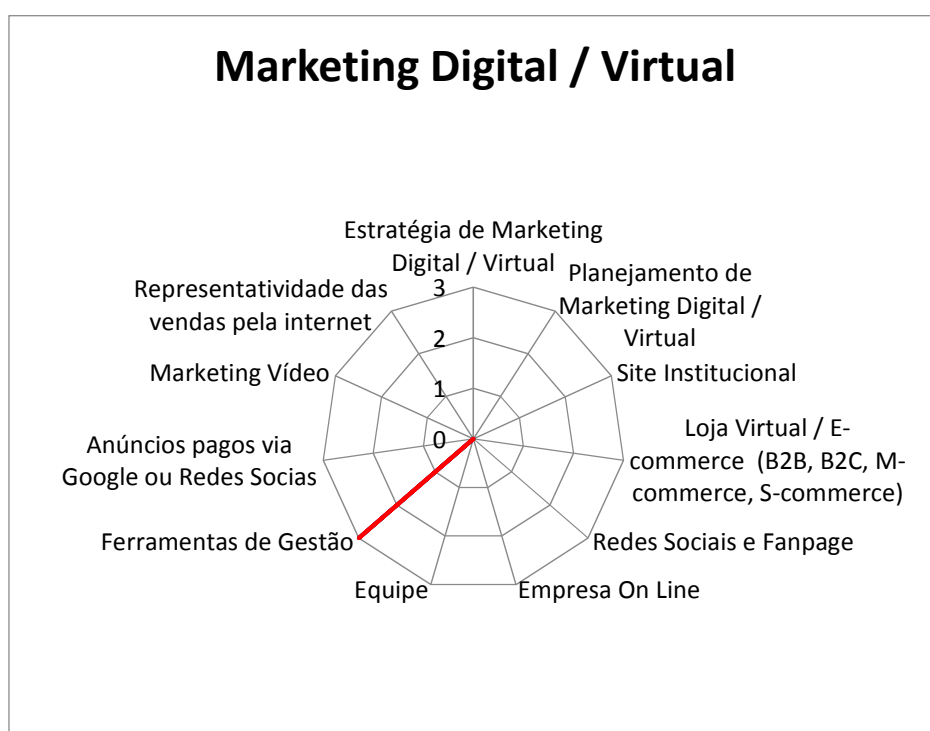 Marketing Digital / Virtual
Estratégia de Marketing
Digital / Virtual
Planejamento de
Marketing Digital /
Virtual
Site Institucional
Loja Virtual / E-
commerce (B2B, B2C, M-
commerce, S-commerce)
Redes Sociais e Fanpage
Empresa On Line
Equipe
Ferramentas de Gestão
Anúncios pagos via
Google ou Redes Socias
Marketing Vídeo
Representatividade das
vendas pela internet
3
2
1
0